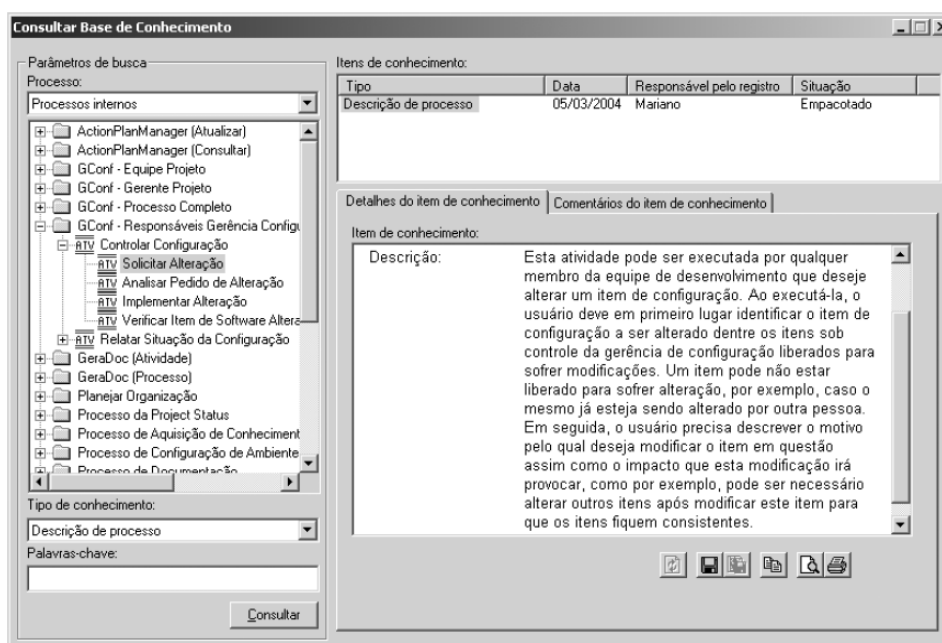 Consultar Base de Conhecimento
Parâmetros de busca
Processo:
Processos internos
ActionPlanManager (Atualizar)
ActionPlanManager (Consultar)
GConf - Equipe Projeto
GConf - Gerente Projeto
GConf - Processo Completo
GConf - Responsáveis Gerência Configu
ATV Controlar Configuração
ATV Solicitar Alteração
ATV Analisar Pedido de Alteração
ATV Implementar Alteração
ATV Verificar Item de Software Altera
ATV Relatar Situação da Configuração
GeraDoc (Atividade)
GeraDoc (Processo)
Planejar Organização
Processo da Project Status
Processo de Aquisição de Conheciment
Processo de Configuração de Ambiente
Processo de Documentação
Tipo de conhecimento:
Descrição de processo
Palavras-chave:
Consultar
Itens de conhecimento:
Tipo Data Responsável pelo registro Situação
Descrição de processo 05/03/2004 Mariano Empacotado
Detalhes do item de conhecimento Comentários do item de conhecimento
Item de conhecimento:
Descrição: Esta atividade pode ser executada por qualquer
membro da equipe de desenvolvimento que deseje
alterar um item de configuração. Ao executá-la, o
usuário deve em primeiro lugar identificar o item de
configuração a ser alterado dentre os itens sob
controle da gerência de configuração liberados para
sofrer modificações. Um item pode não estar
liberado para sofrer alteração, por exemplo, caso o
mesmo já esteja sendo alterado por outra pessoa.
Em seguida, o usuário precisa descrever o motivo
pelo qual deseja modificar o item em questão
assim como o impacto que esta modificação irá
provocar, como por exemplo, pode ser necessário
alterar outros itens após modificar este item para
que os itens fiquem consistentes.